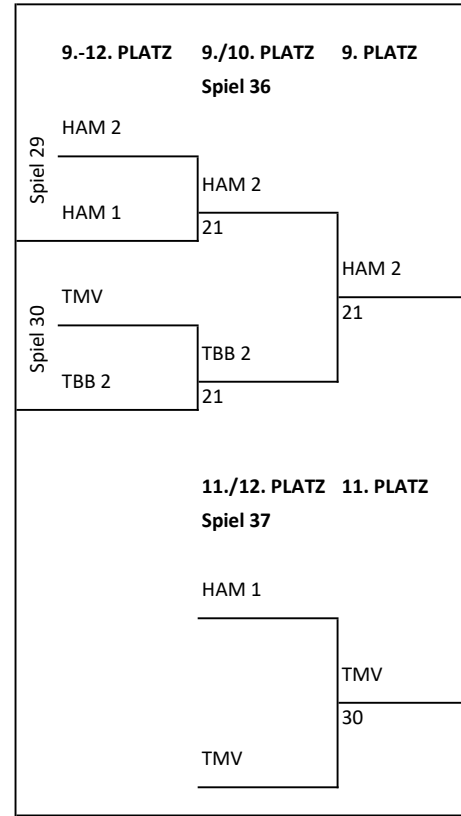 9.-12. PLATZ 9./10. PLATZ 9. PLATZ
Spiel 36
Spiel 29
HAM 2
HAM 2
HAM 1
21
HAM 2
Spiel 30
TMV
21
TBB 2
TBB 2
21
11./12. PLATZ 11. PLATZ
Spiel 37
HAM 1
TMV
30
TMV